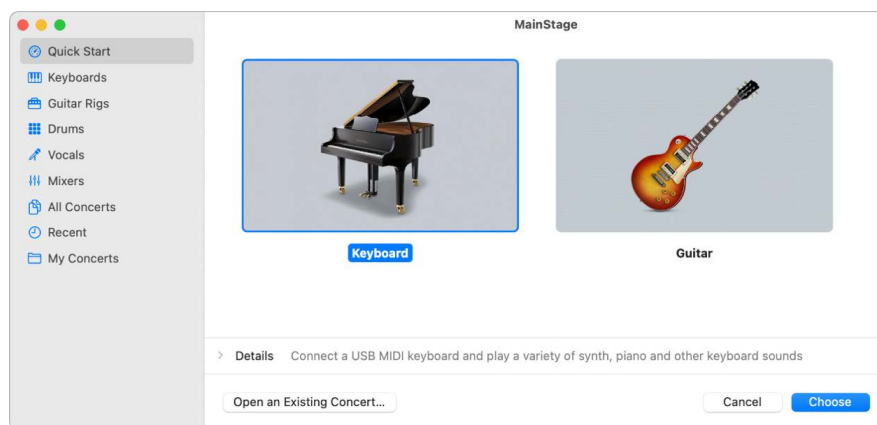 MainStage
Quick Start
Keyboards
Guitar Rigs
Drums
Vocals
Mixers
All Concerts
Recent
My Concerts
Keyboard
Guitar
Details Connect a USB MIDI keyboard and play a variety of synth, piano and other keyboard sounds
Open an Existing Concert...
Cancel
Choose